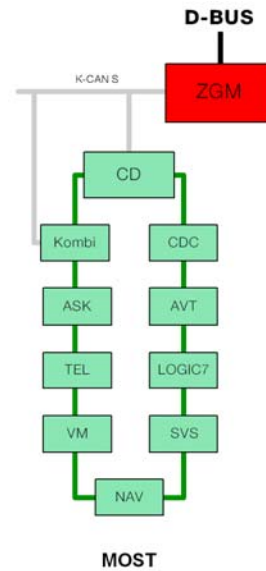 D-BUS
K-CAN S
ZGM
CD
Kombi
CDC
ASK
AVT
TEL
LOGIC7
VM
SVS
NAV
MOST